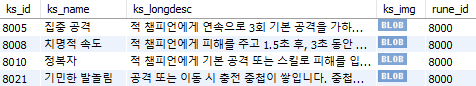 ks_id ks_name ks_longdesc ks_img rune_id
8005 집중 공격 적 챔피언에게 연속으로 3회 기본 공격을 가하... BLOB 8000
8008 치명적 속도 적 챔피언에게 피해를 주고 1.5초 후, 3초 동안 ... BLOB 8000
8010 정복자 적 챔피언에게 기본 공격 또는 스킬로 피해를 입... BLOB 8000
8021 기민한 발놀림 공격 또는 이동 시 충전 중첩이 쌓입니다. 중첩... BLOB 8000